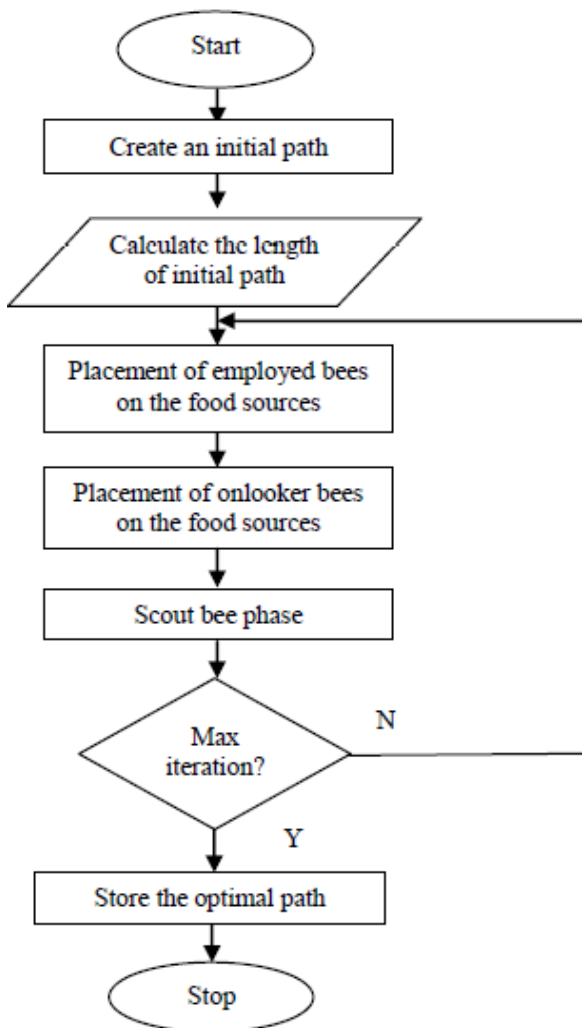 Start
Create an initial path
Calculate the length
of initial path
Placement of employed bees
on the food sources
Placement of onlooker bees
on the food sources
Scout bee phase
Max
iteration?
N
Y
Store the optimal path
Stop